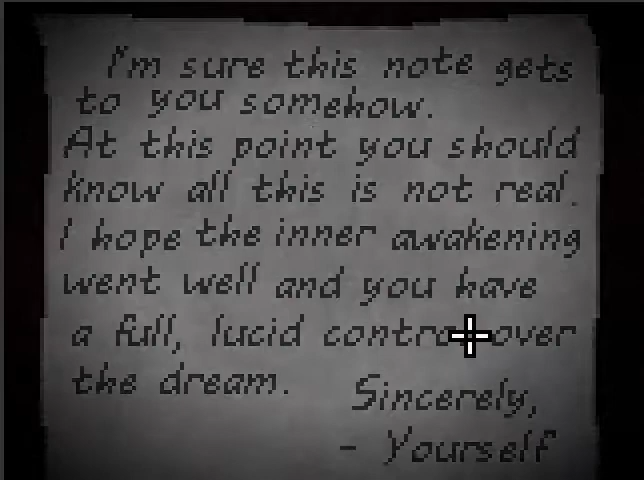 I'm sure this note gets
to you somehow.
At this point you should
know all this is not real.
I hope the inner awakening
went well and you have
a full, lucid control over
the dream.
Sincerely,
- Yourself